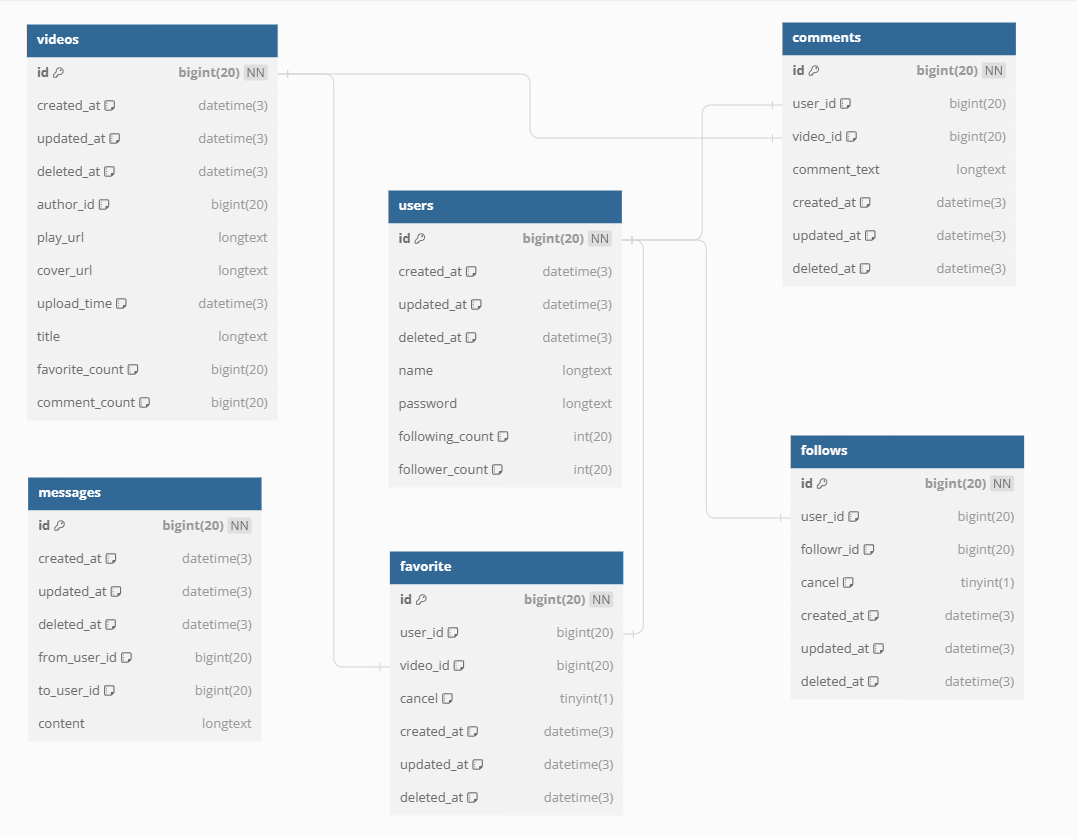 videos
id bigint(20) NN
created_at datetime(3)
updated_at datetime(3)
deleted_at datetime(3)
author_id bigint(20)
play_url longtext
cover_url longtext
upload_time datetime(3)
title longtext
favorite_count bigint(20)
comment_count bigint(20)
comments
id bigint(20) NN
user_id bigint(20)
video_id bigint(20)
comment_text longtext
created_at datetime(3)
updated_at datetime(3)
deleted_at datetime(3)
users
id bigint(20) NN
created_at datetime(3)
updated_at datetime(3)
deleted_at datetime(3)
name longtext
password longtext
following_count int(20)
follower_count int(20)
messages
id bigint(20) NN
created_at datetime(3)
updated_at datetime(3)
deleted_at datetime(3)
from_user_id bigint(20)
to_user_id bigint(20)
content longtext
favorite
id bigint(20) NN
user_id bigint(20)
video_id bigint(20)
cancel tinyint(1)
created_at datetime(3)
updated_at datetime(3)
deleted_at datetime(3)
follows
id bigint(20) NN
user_id bigint(20)
followr_id bigint(20)
cancel tinyint(1)
created_at datetime(3)
updated_at datetime(3)
deleted_at datetime(3)